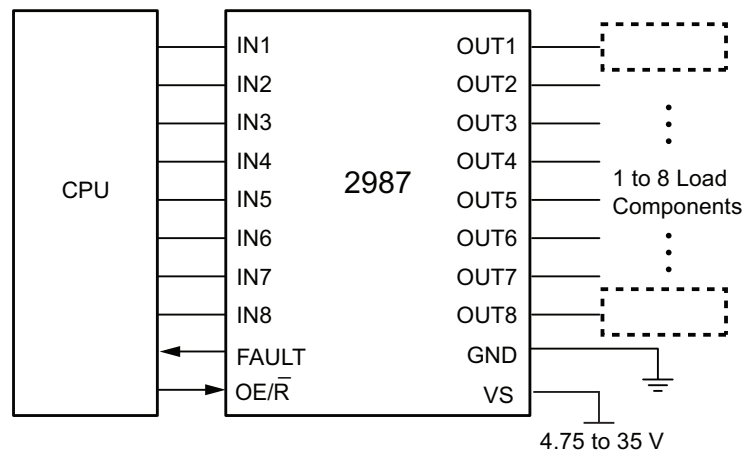 CPU
IN1
IN2
IN3
IN4
IN5
IN6
IN7
IN8
FAULT
OE/R̅
2987
OUT1
OUT2
OUT3
OUT4
OUT5
OUT6
OUT7
OUT8
GND
VS
1 to 8 Load
Components
4.75 to 35 V